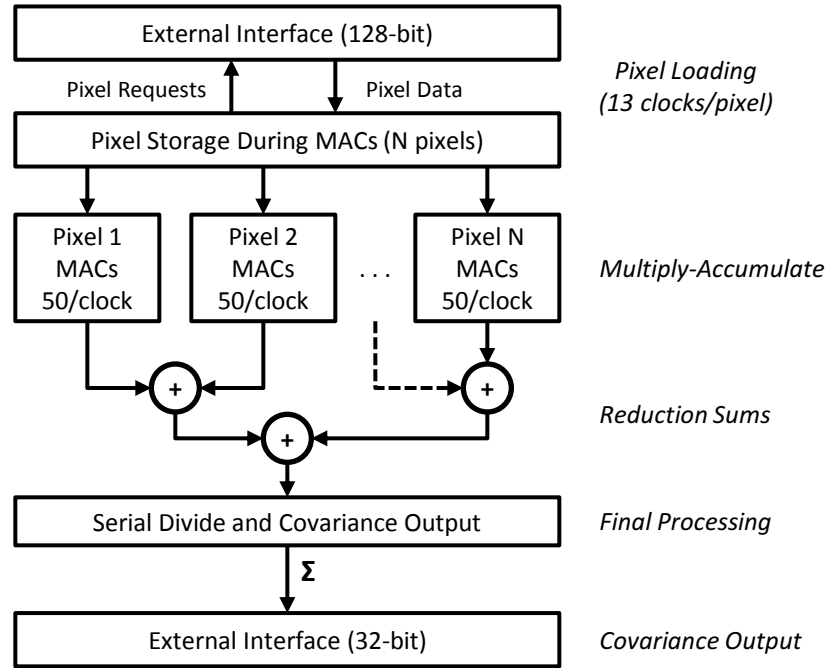 External Interface (128-bit)
Pixel Requests
Pixel Data
Pixel Loading
(13 clocks/pixel)
Pixel Storage During MACs (N pixels)
Pixel 1
MACs
50/clock
Pixel 2
MACs
50/clock
. . .
Pixel N
MACs
50/clock
Multiply-Accumulate
+
+
+
Reduction Sums
Serial Divide and Covariance Output
Final Processing
Σ
External Interface (32-bit)
Covariance Output